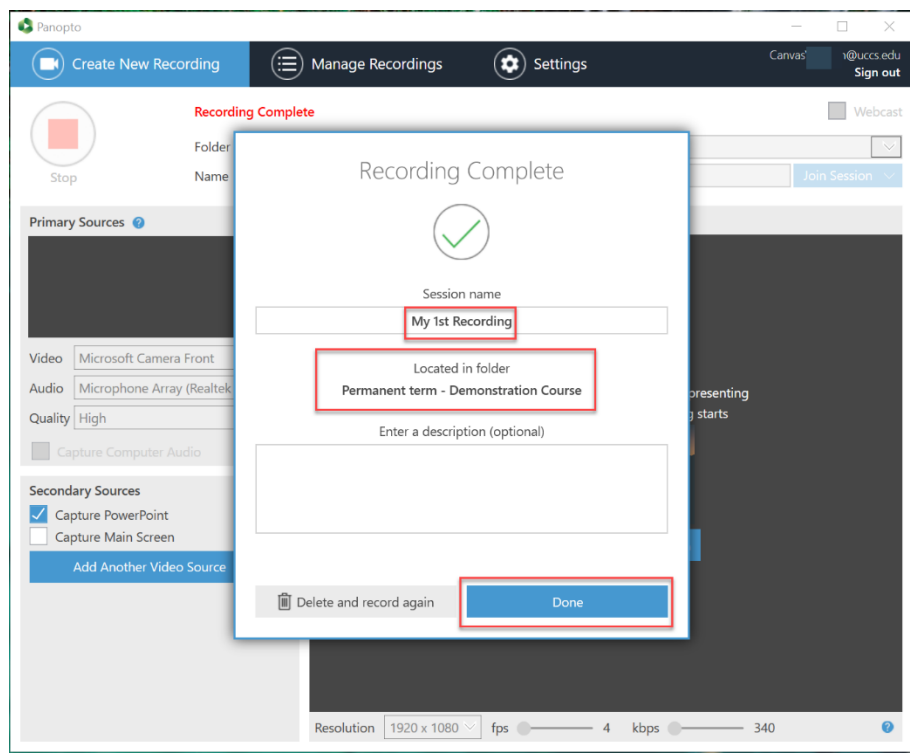 Panopto
Create New Recording
Manage Recordings
Settings
Canvas @uccs.edu
Sign out
Recording Complete
Webcast
Folder
Stop
Name
Join Session
Primary Sources
Recording Complete
Session name
My 1st Recording
Located in folder
Permanent term - Demonstration Course
Enter a description (optional)
Delete and record again
Done
Video Microsoft Camera Front
Audio Microphone Array (Realtek
Quality High
Capture Computer Audio
Secondary Sources
Capture PowerPoint
Capture Main Screen
Add Another Video Source
presenting
starts
Resolution 1920 x 1080 fps 4 kbps 340